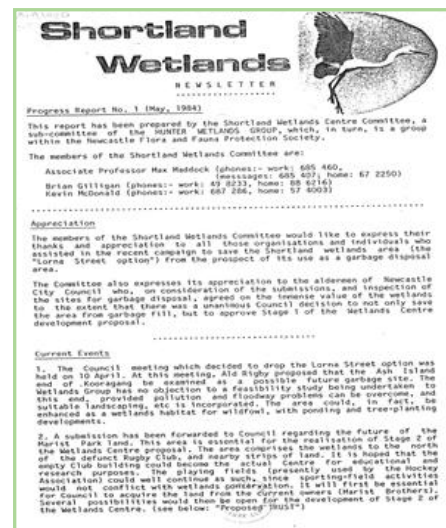 Shortland
Wetlands
NEWSLETTER
Progress Report No. 1 (May, 1984)
This report has been prepared by the Shortland Wetlands Centre Committee, a
sub-committee of the HUNTER WETLANDS GROUP, which, in turn, is a group
within the Newcastle Flora and Fauna Protection Society.
The members of the Shortland Wetlands Committee are:
Associate Professor Max Maddock (phones:- work: 685 460,
(messages: 685 407; home: 67 2250)
Brian Gilligan (phones:- work: 49 8233, home: 88 6216)
Kevin McDonald (phones:- work: 687 286, home: 57 4003)
Appreciation
The members of the Shortland Wetlands Committee would like to express their
thanks and appreciation to all those organisations and individuals who
assisted in the recent campaign to save the Shortland wetlands area (the
"Lorna Street option") from the prospect of its use as a garbage disposal
area.
The Committee also expresses its appreciation to the aldermen of Newcastle
City Council who, on consideration of the submissions, and inspection of
the sites for garbage disposal, agreed on the immense value of the wetlands
to the extent that there was a unanimous Council decision to not only save
the area from garbage fill, but to approve Stage 1 of the Wetlands Centre
development proposal.
Current Events
1. The Council meeting which decided to drop the Lorna Street option was
held on 10 April. At this meeting, Ald Rigby proposed that the Ash Island
end of Kooragang be examined as a possible future garbage site. The
Wetlands Group has no objection to a feasibility study being undertaken to
this end, provided pollution and floodway problems can be overcome, and
suitable landscaping, etc is incorporated. The area could, in fact, be
enhanced as a wetlands habitat for wildfowl, with ponding and tree-planting
developments.
2. A submission has been forwarded to Council regarding the future of the
Marist Park land. This area is essential for the realisation of Stage 2 of
the Wetlands Centre proposal. The area comprises the wetlands to the north
of the defunct Rugby Club, and nearby strips of land. It is hoped that the
empty Club building could become the actual Centre for educational and
research purposes. The playing fields (presently used by the Hockey
Association) could well continue as such, since sporting-field activities
would not conflict with wetlands conservation. It will first be essential
for Council to acquire the land from the current owners (Marist Brothers).
Several possibilities would then be open for the development of Stage 2 of
the Wetlands Centre. (see below: "Proposed TRUST")